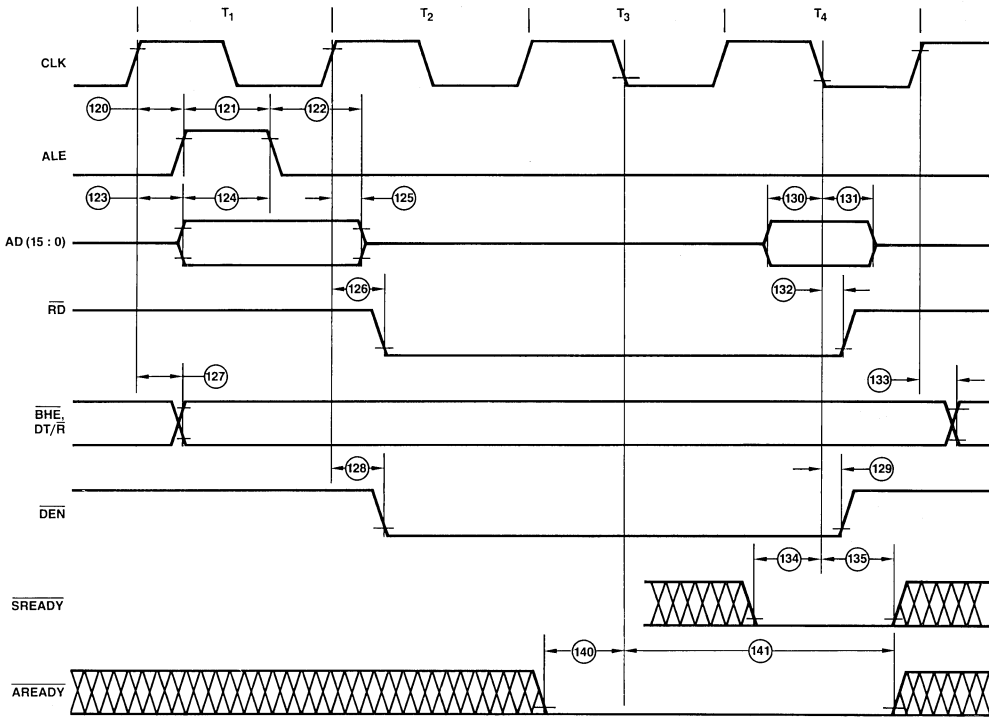 T1 T2 T3 T4
CLK
120 121 122
ALE
123 124 125 130 131
AD (15 : 0)
126 132
RD
127 133
BHE,
DT/R
128 129
DEN
134 135
SREADY
140 141
AREADY